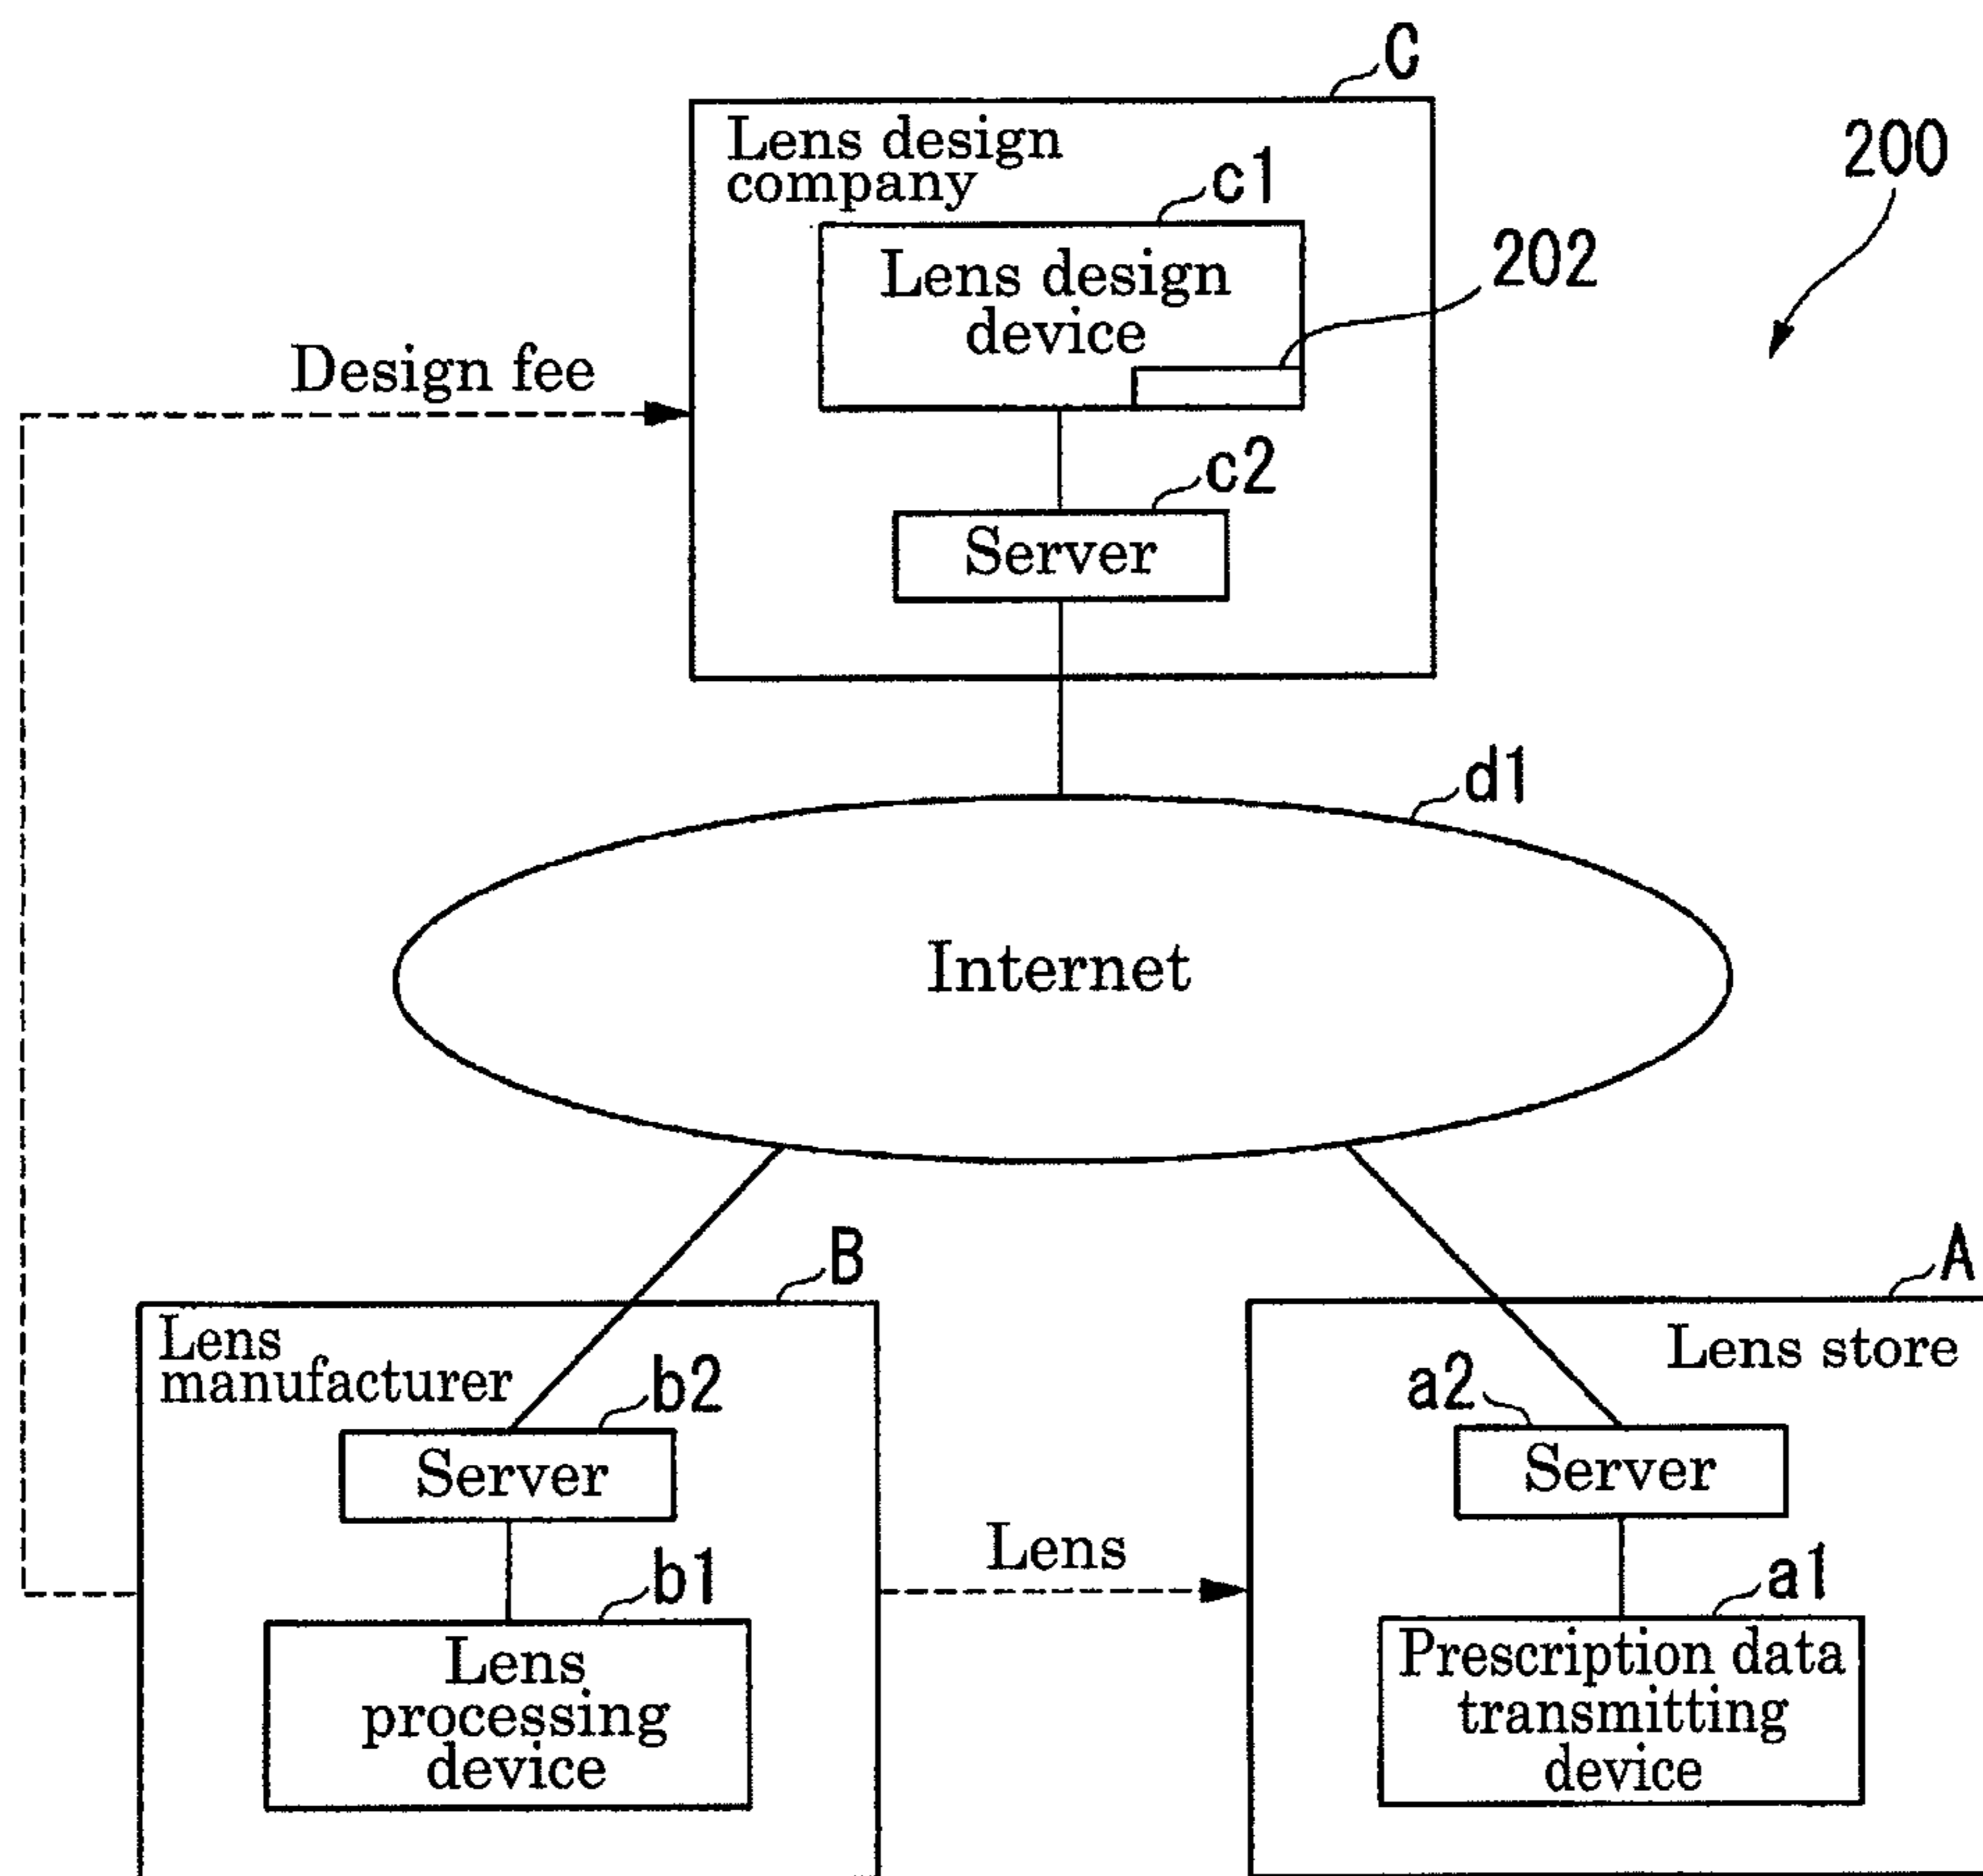 C
Lens design
company
c1
200
Lens design
device
202
Design fee
c2
Server
d1
Internet
B
A
Lens
manufacturer
Lens store
b2
a2
Server
Server
Lens
b1
a1
Lens
processing
device
Prescription data
transmitting
device